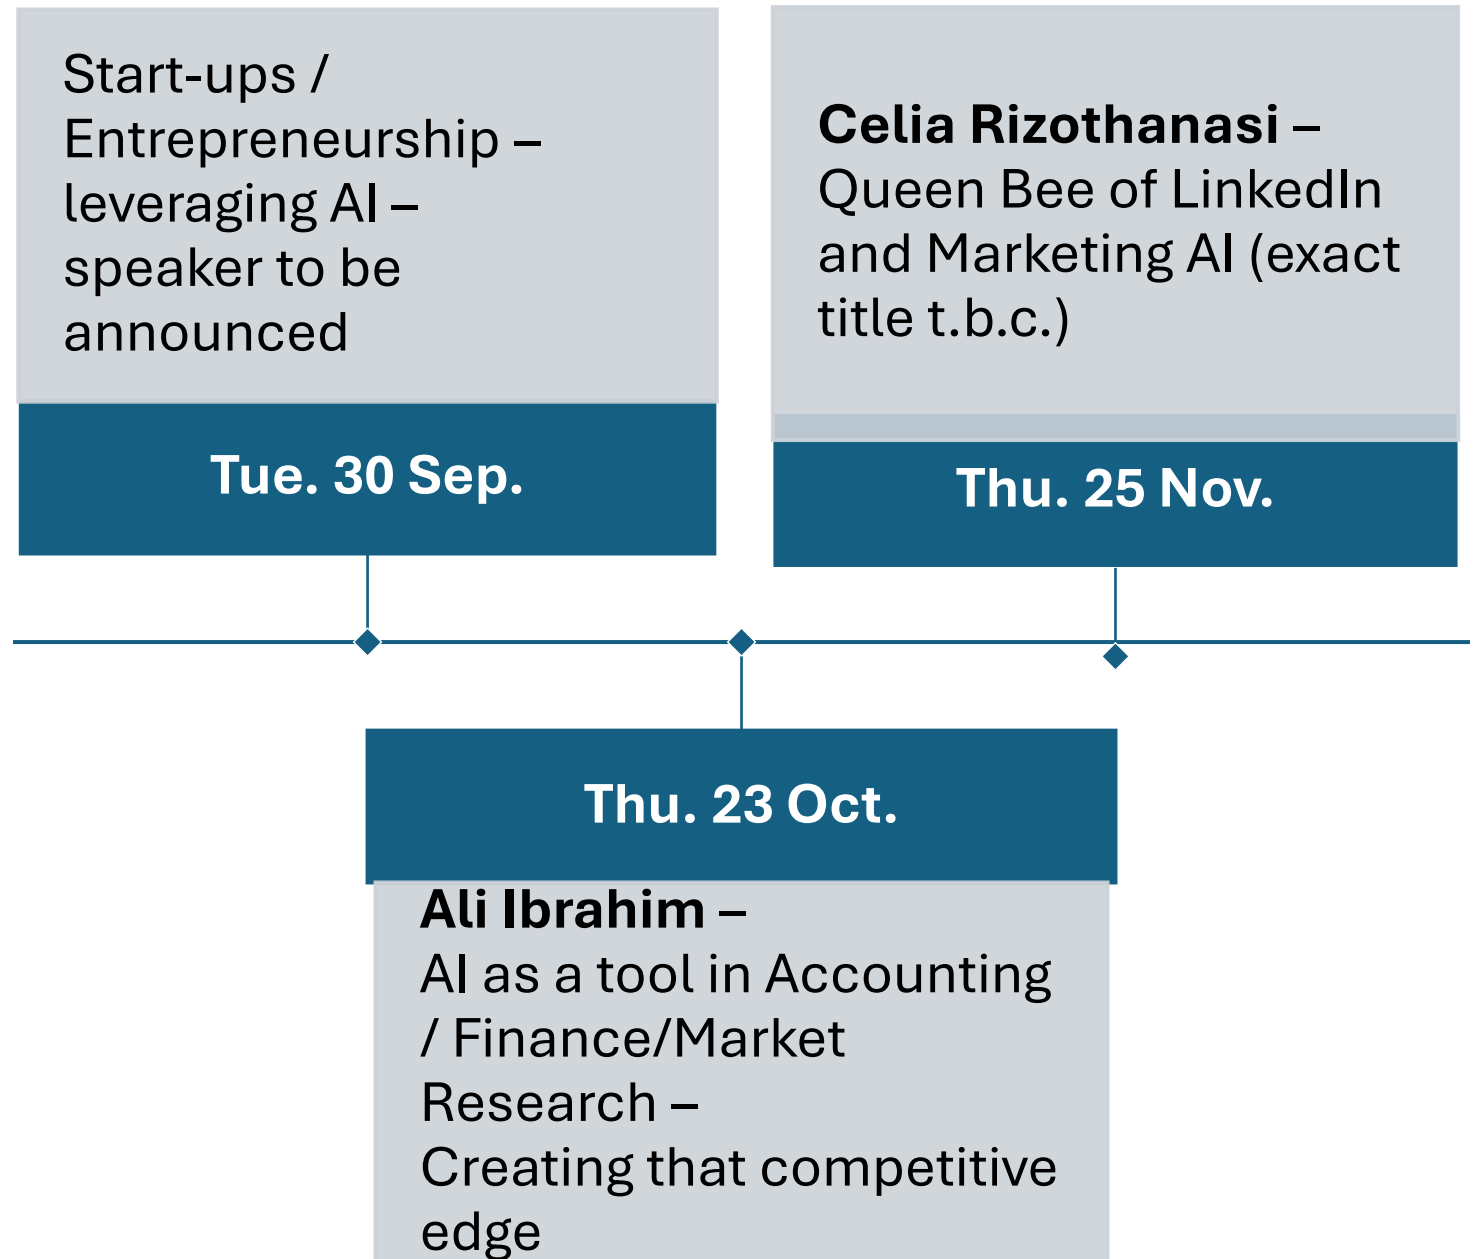 Start-ups /
Entrepreneurship –
leveraging AI –
speaker to be
announced
Tue. 30 Sep.
Celia Rizothanasi –
Queen Bee of LinkedIn
and Marketing AI (exact
title t.b.c.)
Thu. 25 Nov.
Thu. 23 Oct.
Ali Ibrahim –
AI as a tool in Accounting
/ Finance/Market
Research –
Creating that competitive
edge